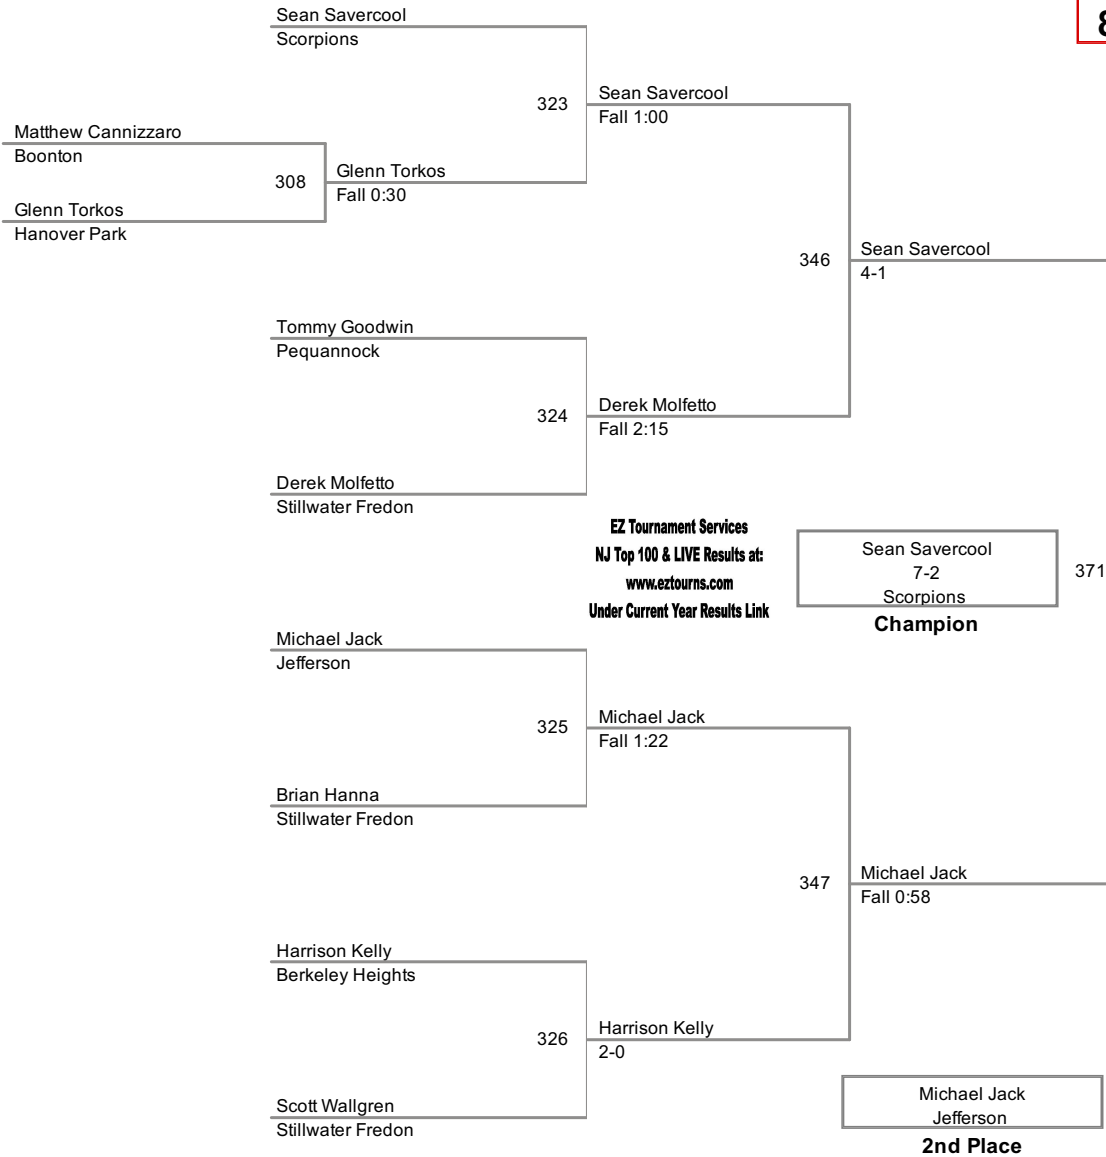 Sean Savercool
Scorpions
323
Sean Savercool
Fall 1:00
Matthew Cannizzaro
Boonton
308
Glenn Torkos
Fall 0:30
Glenn Torkos
Hanover Park
346
Sean Savercool
4-1
Tommy Goodwin
Pequannock
324
Derek Molfetto
Fall 2:15
Derek Molfetto
Stillwater Fredon
EZ Tournament Services
NJ Top 100 & LIVE Results at:
www.eztourns.com
Under Current Year Results Link
Sean Savercool
7-2
Scorpions
371
Champion
Michael Jack
Jefferson
325
Michael Jack
Fall 1:22
Brian Hanna
Stillwater Fredon
347
Michael Jack
Fall 0:58
Harrison Kelly
Berkeley Heights
326
Harrison Kelly
2-0
Scott Wallgren
Stillwater Fredon
Michael Jack
Jefferson
2nd Place